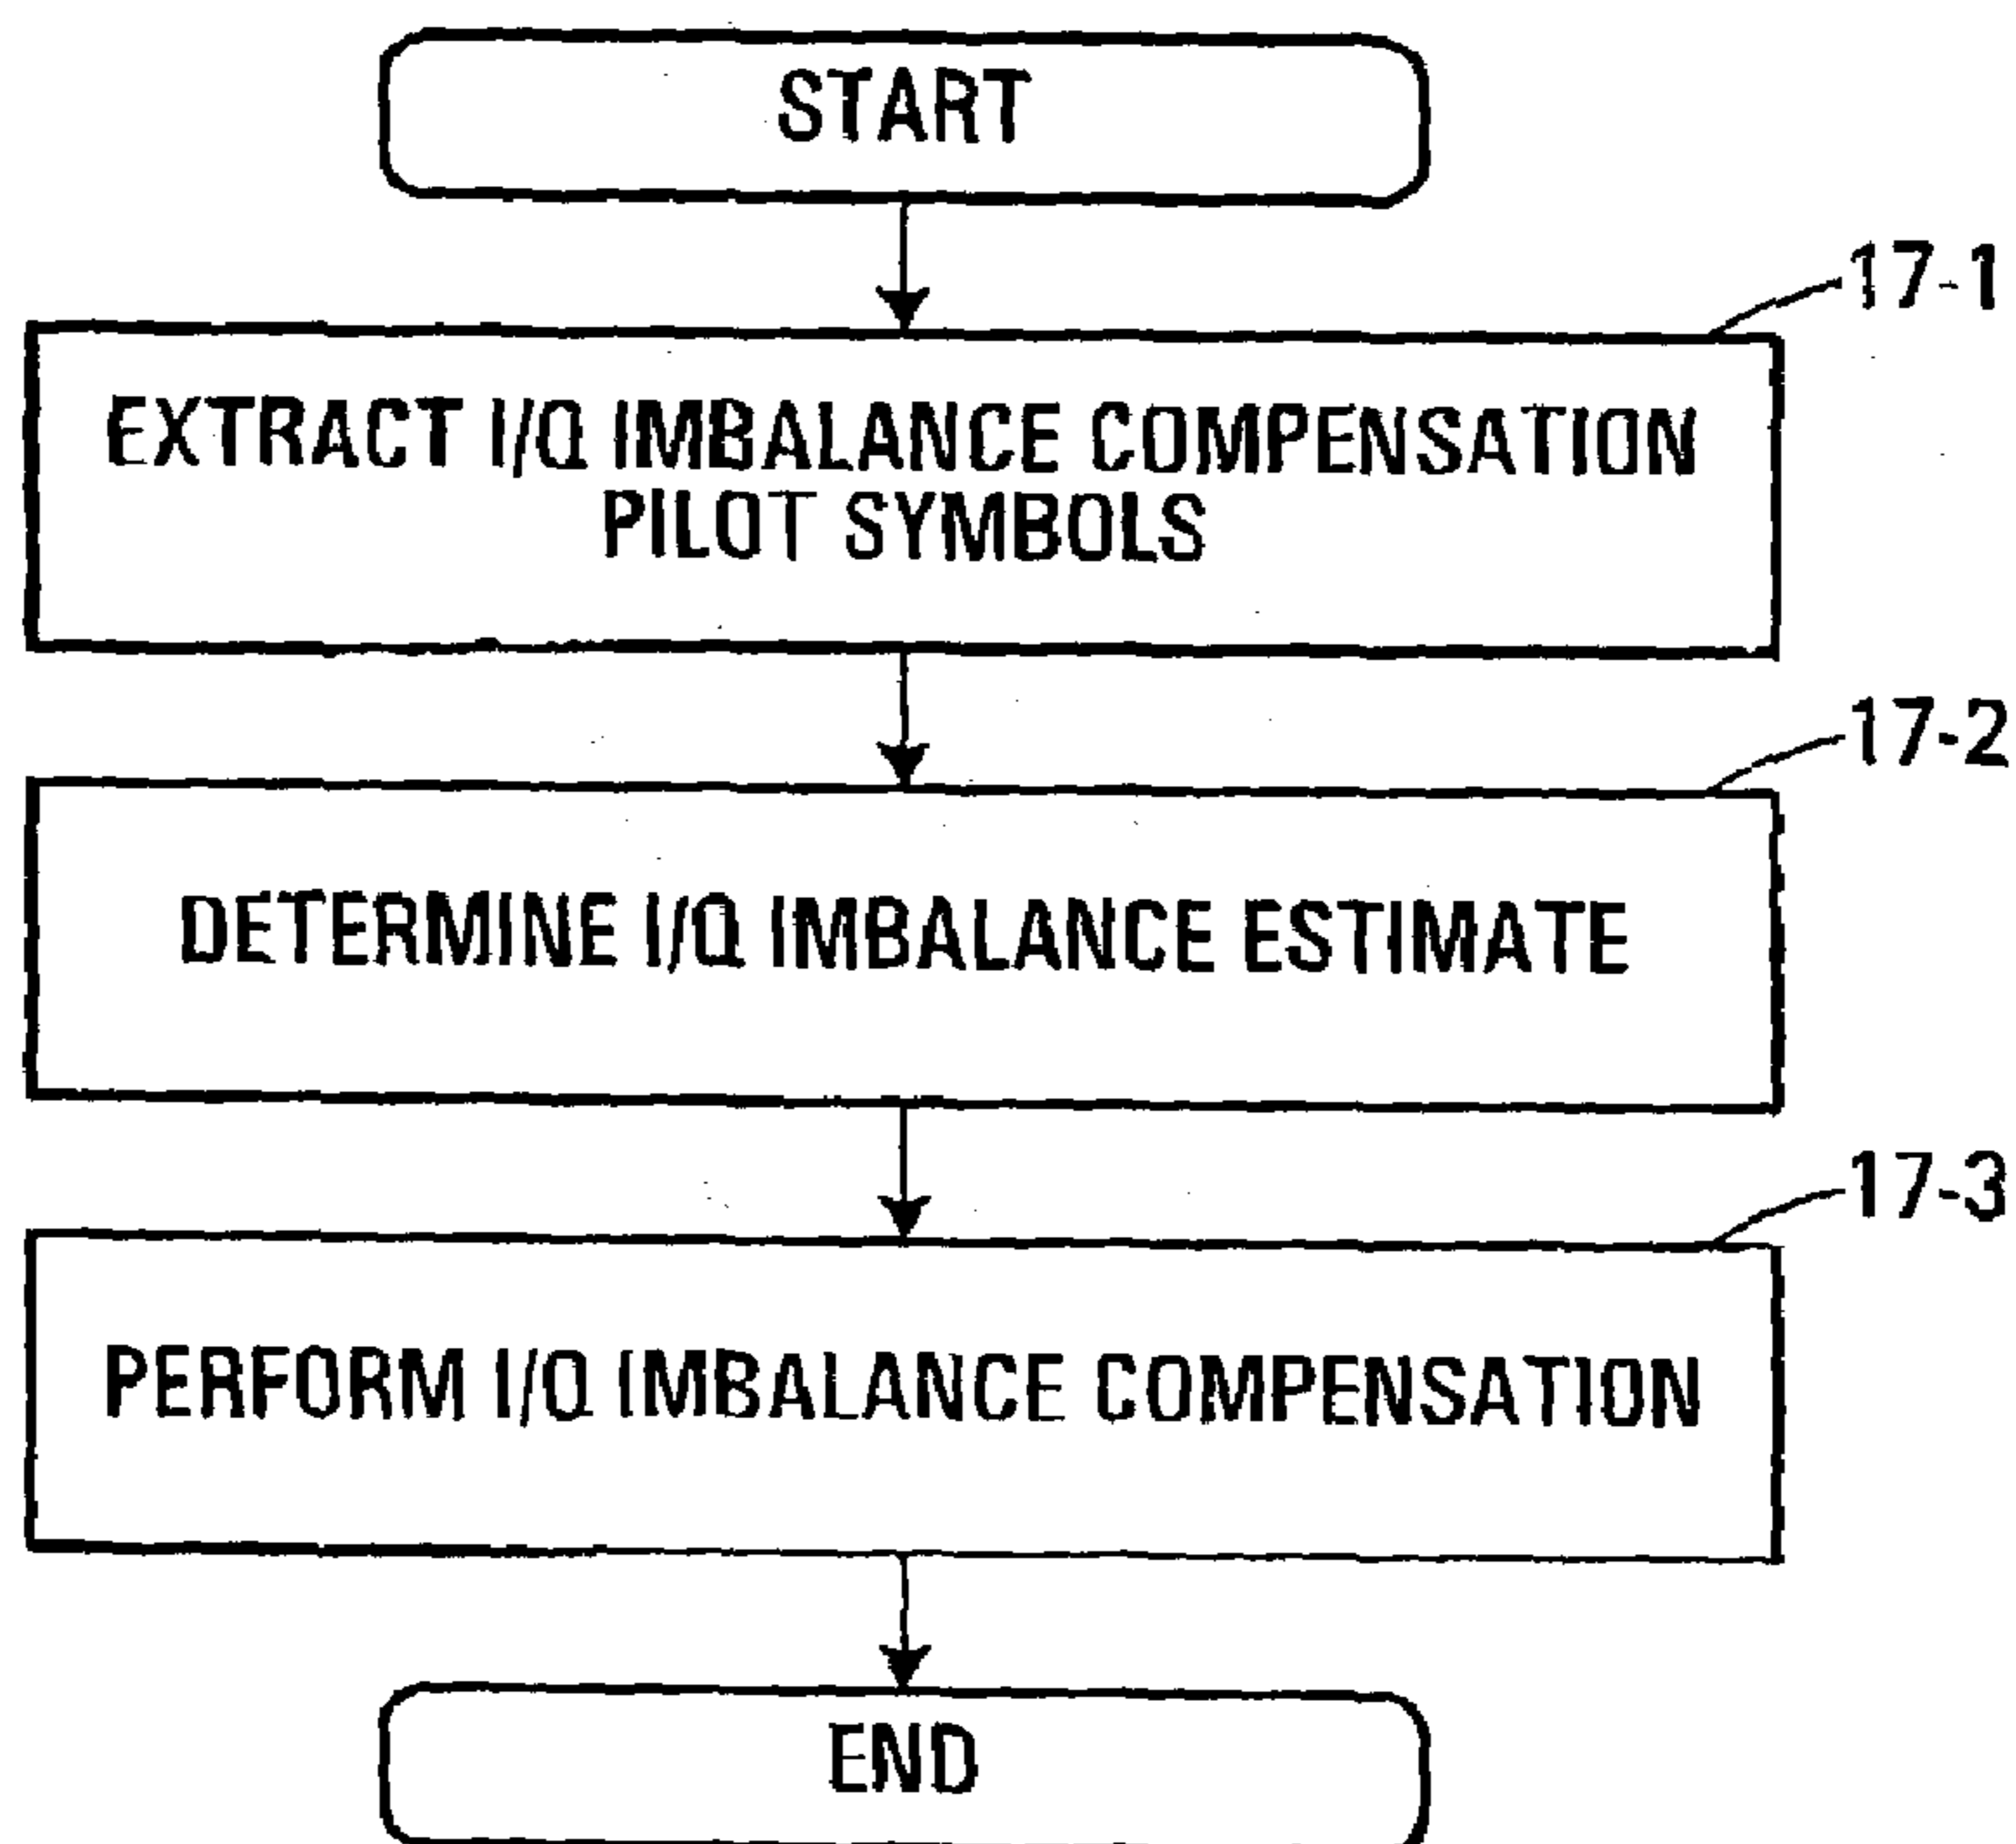 START
17-1
EXTRACT I/Q IMBALANCE COMPENSATION
PILOT SYMBOLS
17-2
DETERMINE I/Q IMBALANCE ESTIMATE
17-3
PERFORM I/Q IMBALANCE COMPENSATION
END